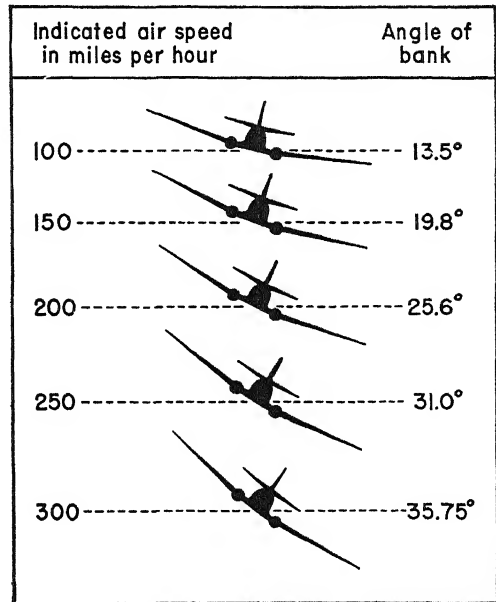 Indicated air speed Angle of
in miles per hour bank
100 13.5°
150 19.8°
200 25.6°
250 31.0°
300 35.75°